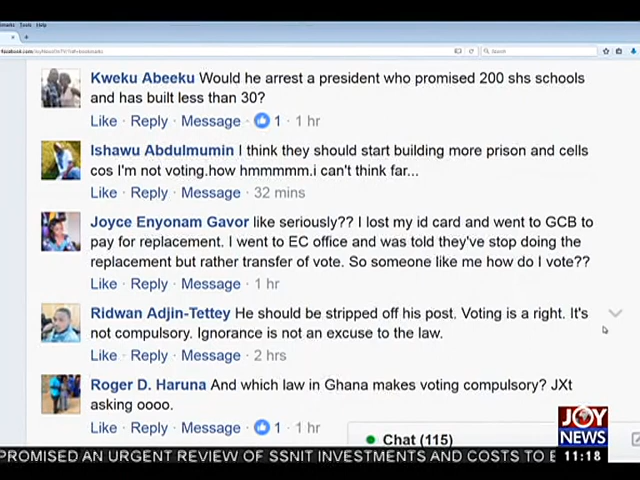 Tools Help
Search
Kweku Abeeku Would he arrest a president who promised 200 shs schools
and has built less than 30?
Like · Reply · Message · 1 · 1 hr
Ishawu Abdulmumin I think they should start building more prison and cells
cos I'm not voting.how hmmmmm.i can't think far...
Like · Reply · Message · 32 mins
Joyce Enyonam Gavor like seriously?? I lost my id card and went to GCB to
pay for replacement. I went to EC office and was told they've stop doing the
replacement but rather transfer of vote. So someone like me how do I vote??
Like · Reply · Message · 1 hr
Ridwan Adjin-Tettey He should be stripped off his post. Voting is a right. It's
not compulsory. Ignorance is not an excuse to the law.
Like · Reply · Message · 2 hrs
Roger D. Haruna And which law in Ghana makes voting compulsory? JXt
asking oooo.
Like · Reply · Message · 1 · 1 hr
Chat (115)
JOY
NEWS
PROMISED AN URGENT REVIEW OF SSNIT INVESTMENTS AND COSTS TO
11:18